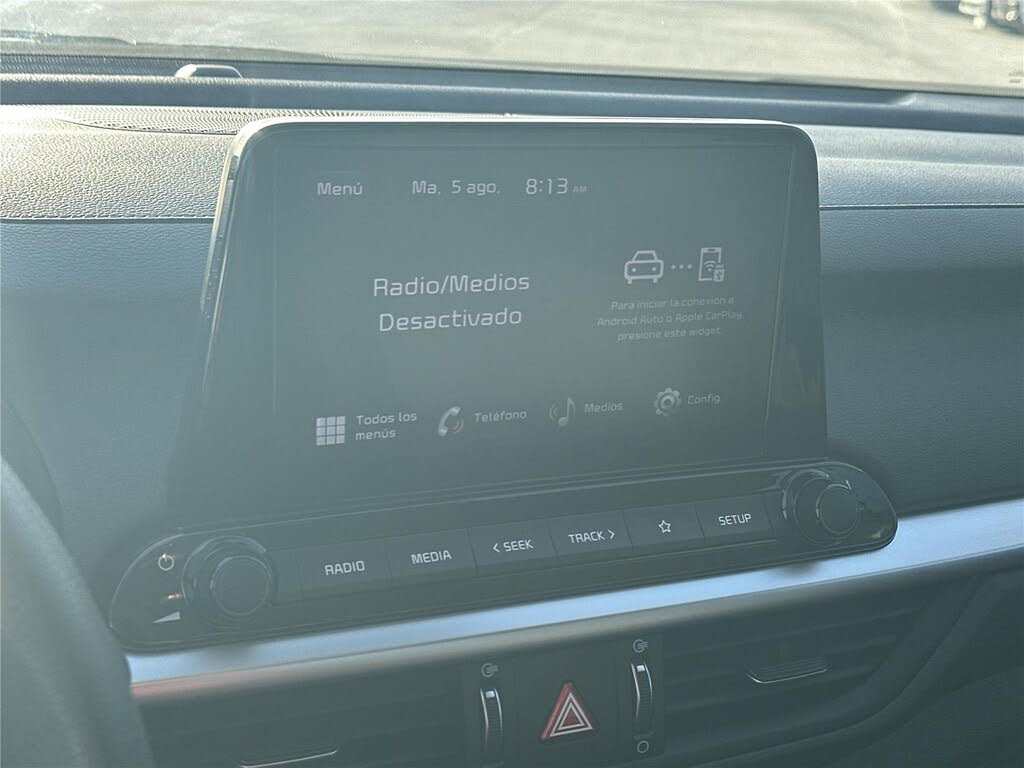 Menú
Ma. 5 ago. 8:13 AM
Radio/Medios
Desactivado
Para iniciar la conexión a
Android Auto o Apple CarPlay,
presione este widget.
Todos los
menús
Teléfono
Medios
Config.
RADIO
MEDIA
< SEEK
TRACK >
SETUP